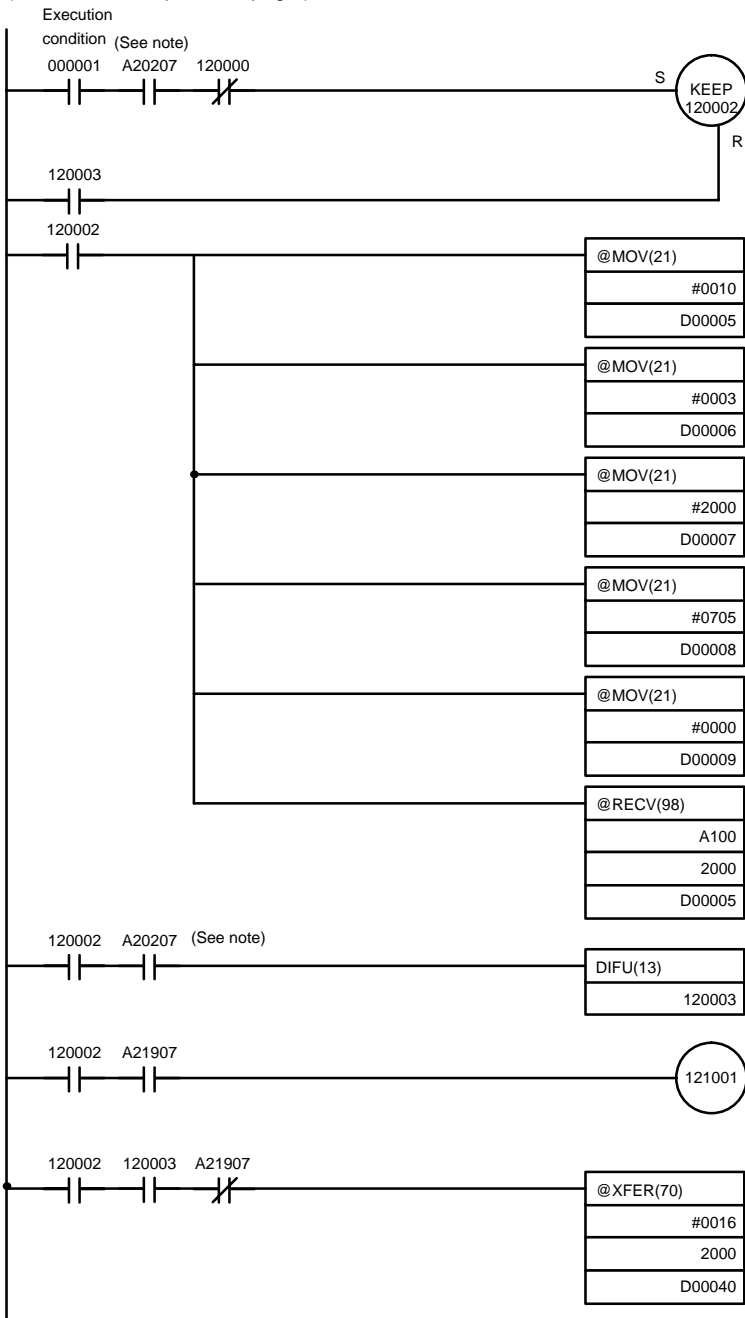 Execution
condition (See note)
000001 A20207 120000
S
KEEP
120002
R
120003
120002
@MOV(21)
#0010
D00005
@MOV(21)
#0003
D00006
@MOV(21)
#2000
D00007
@MOV(21)
#0705
D00008
@MOV(21)
#0000
D00009
@RECV(98)
A100
2000
D00005
120002 A20207 (See note)
DIFU(13)
120003
120002 A21907
121001
120002 120003 A21907
@XFER(70)
#0016
2000
D00040